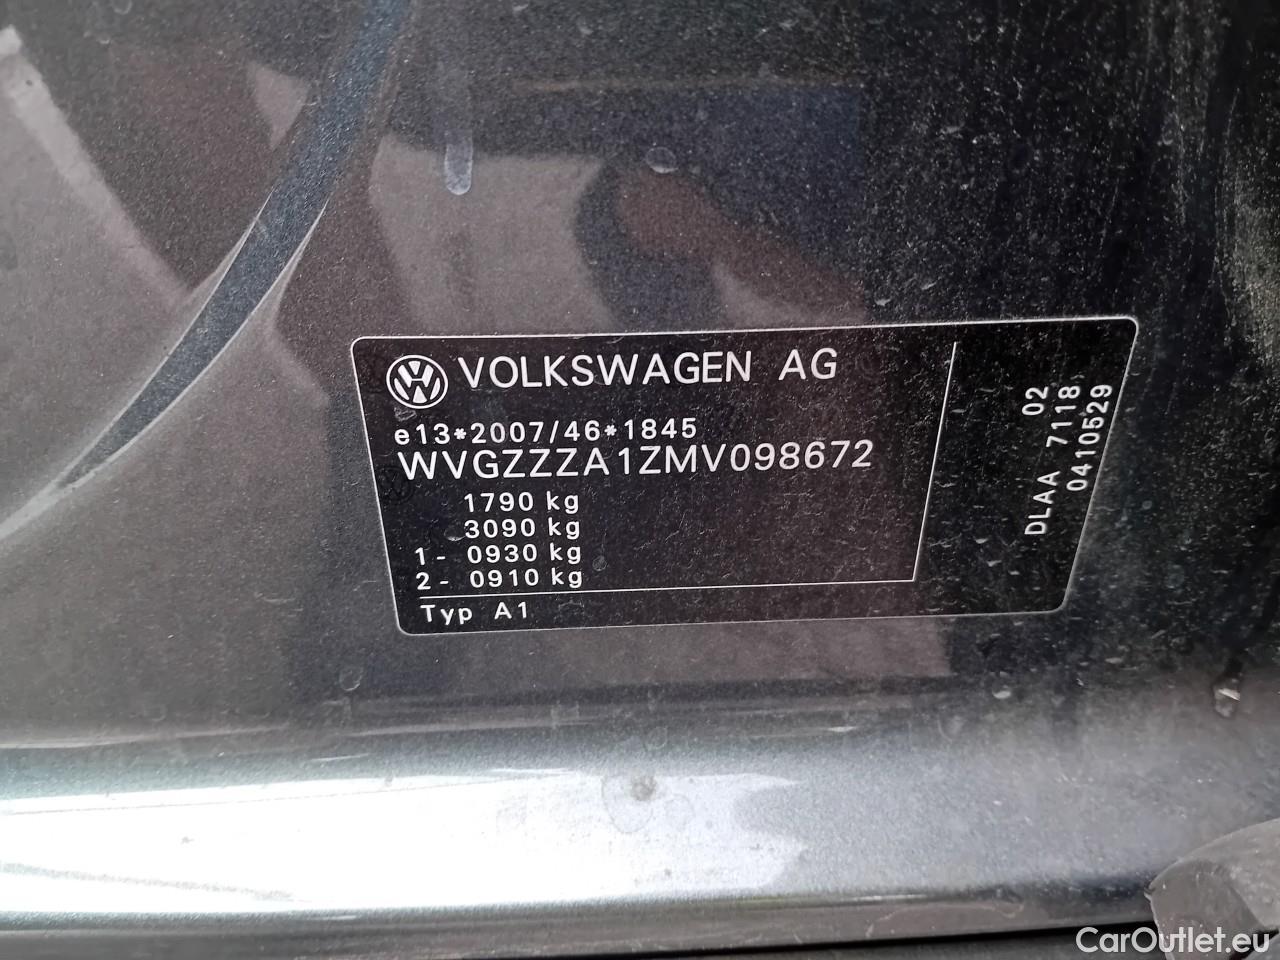 VOLKSWAGEN AG
e13*2007/46*1845
WVGZZZA1ZMV098672
1790 kg
3090 kg
1 - 0930 kg
2 - 0910 kg
Typ A1
02
DLAA 7118
0410529
CarOutlet.eu